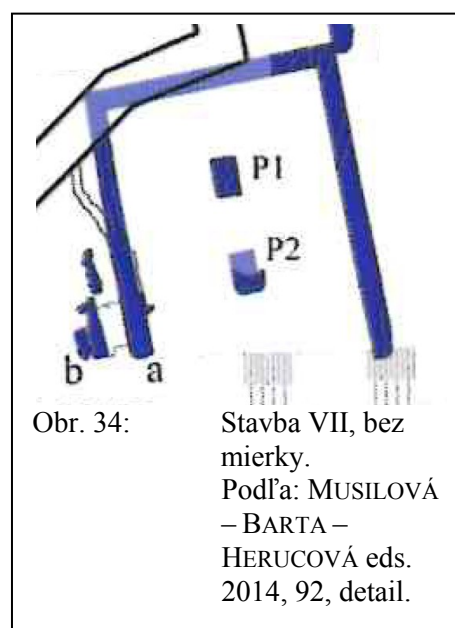 P1
P2
b a
Obr. 34: Stavba VII, bez
mierky.
Podľa: MUSILOVÁ
– BARTA –
HERUCOVÁ eds.
2014, 92, detail.